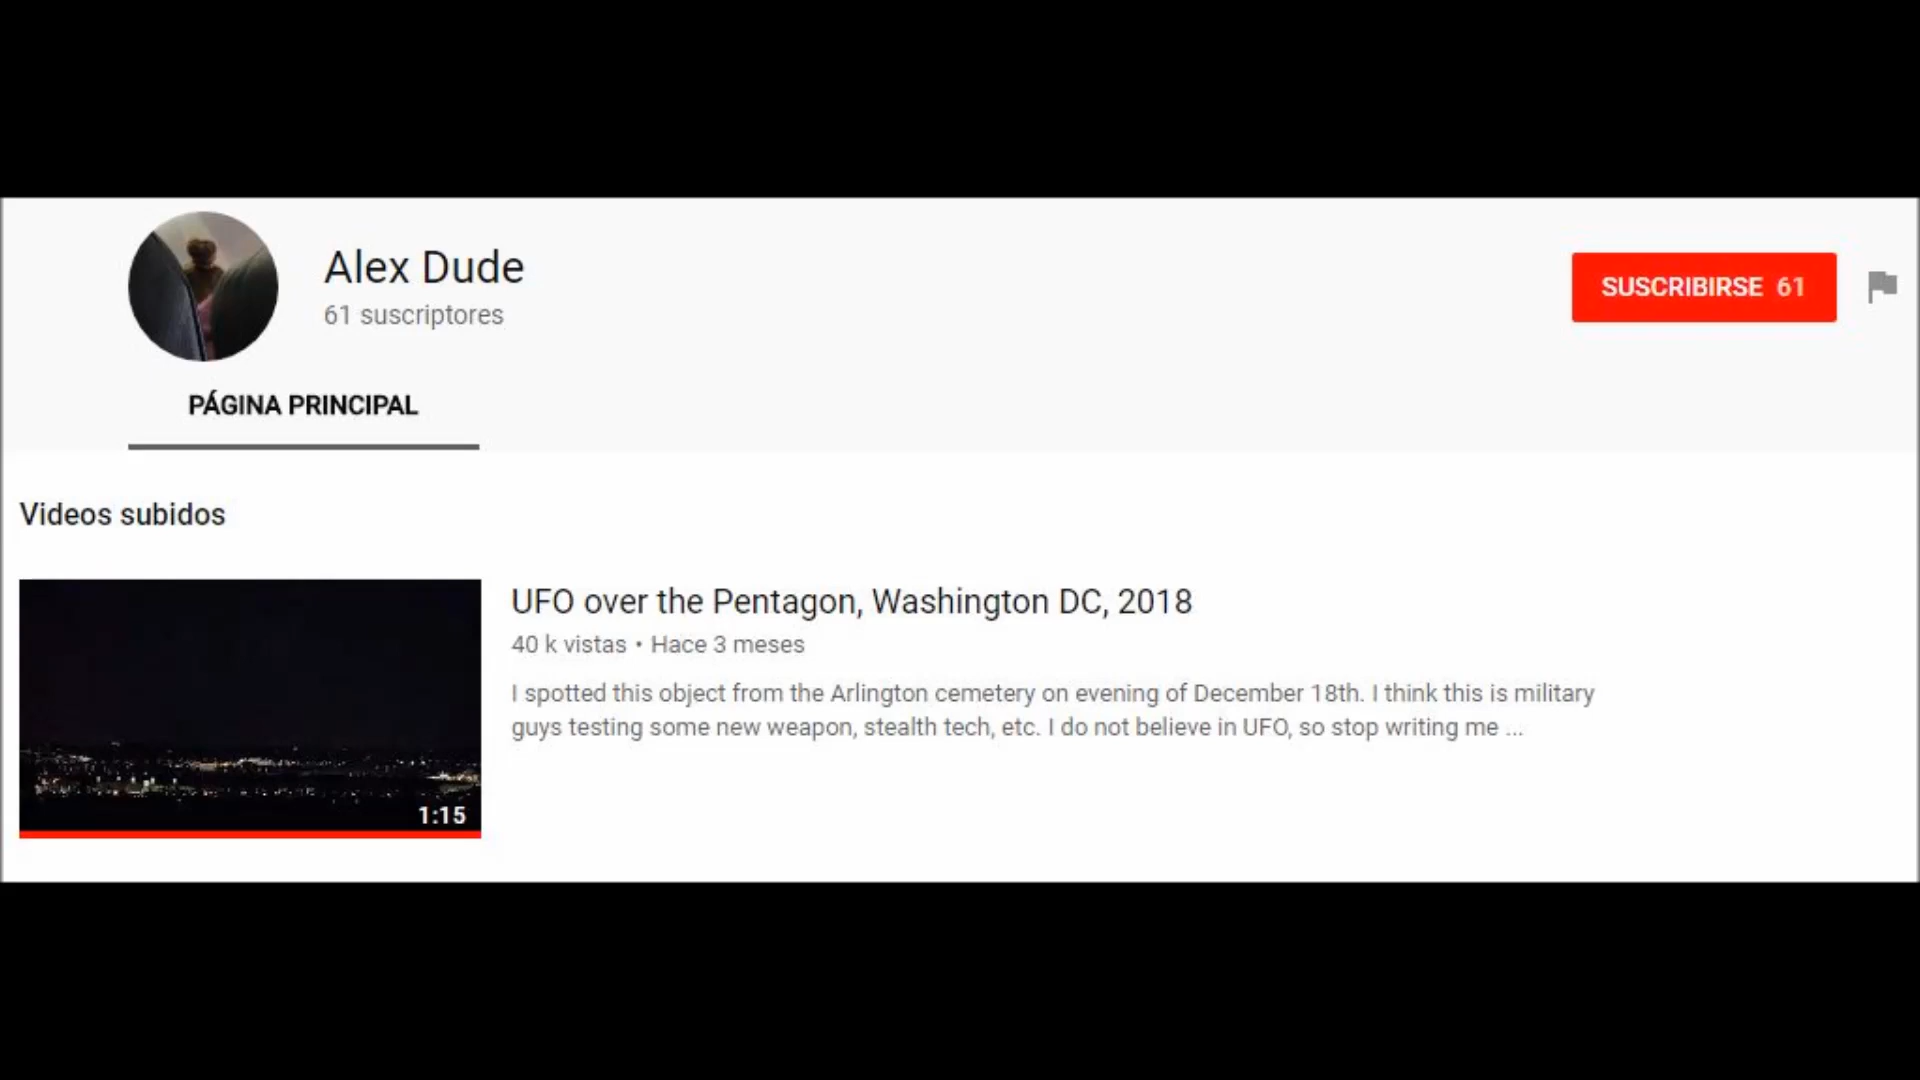 Alex Dude
61 suscriptores
SUSCRIBIRSE 61
PÁGINA PRINCIPAL
Videos subidos
1:15
UFO over the Pentagon, Washington DC, 2018
40 k vistas • Hace 3 meses
I spotted this object from the Arlington cemetery on evening of December 18th. I think this is military
guys testing some new weapon, stealth tech, etc. I do not believe in UFO, so stop writing me ...